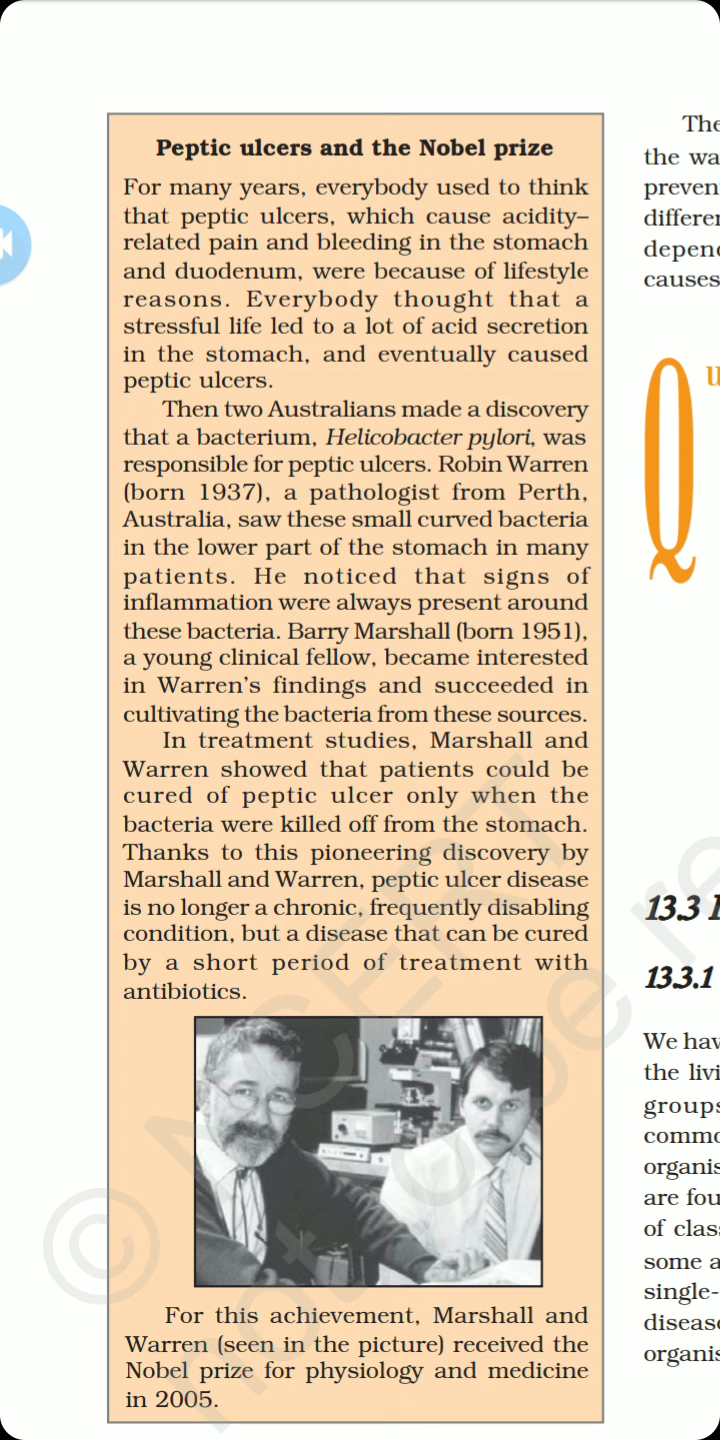 Peptic ulcers and the Nobel prize
For many years, everybody used to think
that peptic ulcers, which cause acidity–
related pain and bleeding in the stomach
and duodenum, were because of lifestyle
reasons. Everybody thought that a
stressful life led to a lot of acid secretion
in the stomach, and eventually caused
peptic ulcers.
Then two Australians made a discovery
that a bacterium, Helicobacter pylori, was
responsible for peptic ulcers. Robin Warren
(born 1937), a pathologist from Perth,
Australia, saw these small curved bacteria
in the lower part of the stomach in many
patients. He noticed that signs of
inflammation were always present around
these bacteria. Barry Marshall (born 1951),
a young clinical fellow, became interested
in Warren’s findings and succeeded in
cultivating the bacteria from these sources.
In treatment studies, Marshall and
Warren showed that patients could be
cured of peptic ulcer only when the
bacteria were killed off from the stomach.
Thanks to this pioneering discovery by
Marshall and Warren, peptic ulcer disease
is no longer a chronic, frequently disabling
condition, but a disease that can be cured
by a short period of treatment with
antibiotics.
For this achievement, Marshall and
Warren (seen in the picture) received the
Nobel prize for physiology and medicine
in 2005.
© NCERT
not
be re
The
the wa
preven
differen
depend
causes
Q u
13.3 I
13.3.1
We hav
the livi
groups
commo
organis
are fou
of class
some a
single-
disease
organis